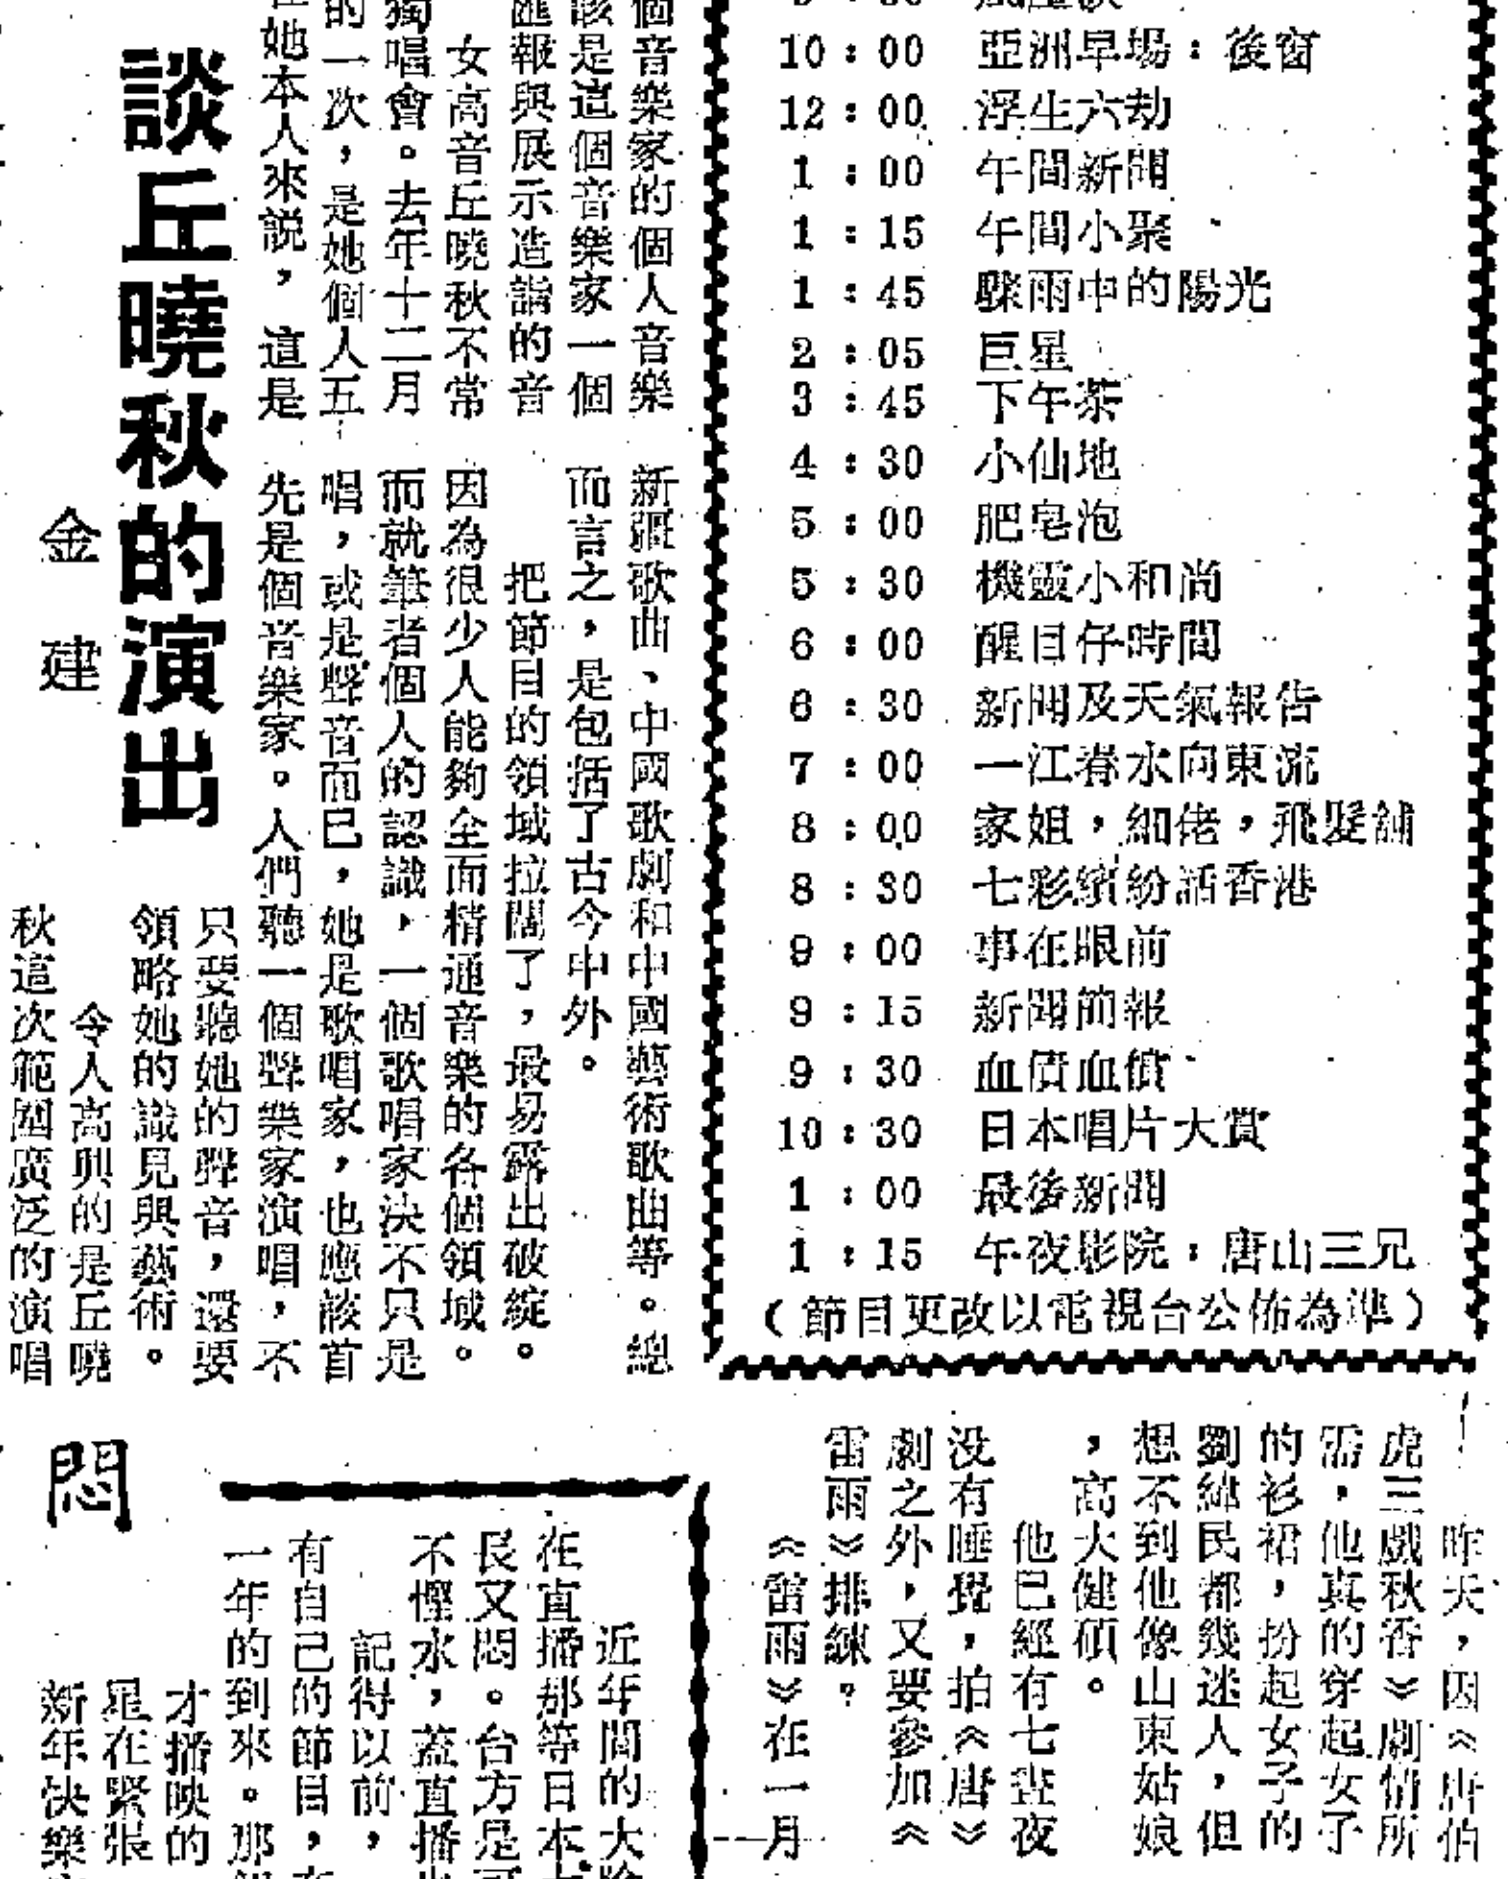 10：00 亞洲早場：後窗
12：00 浮生六劫
1：00 午間新聞
1：15 午間小聚
1：45 驟雨中的陽光
2：05 巨星
3：45 下午茶
4：30 小仙地
5：00 肥皂泡
5：30 機靈小和尚
6：00 醒目仔時間
6：30 新聞及天氣報告
7：00 一江春水向東流
8：00 家姐，細佬，飛髮舖
8：30 七彩繽紛話香港
9：00 事在眼前
9：15 新聞簡報
9：30 血債血償
10：30 日本唱片大賞
1：00 最後新聞
1：15 午夜影院：唐山三兄
（節目更改以電視台公佈為準）
談丘曉秋的演出
金建
個音樂家的個人音樂
該是這個音樂家一個
匯報與展示造詣的音
女高音丘曉秋不常
獨唱會。去年十二月
的一次，是她個人五
她本人來説，這是
新疆歌曲、中國歌劇和中國藝術歌曲等。總
而言之，是包括了古今中外。
把節目的領域拉闊了，最易露出破綻。
因為很少人能夠全面精通音樂的各個領域。
而就筆者個人的認識，一個歌唱家決不只是
唱，或是聲音而已，她是歌唱家，也應該首
先是個音樂家。人們聽一個聲樂家演唱，不
只要聽她的聲音，還要
領略她的識見與藝術。
令人高興的是丘曉
秋這次範圍廣泛的演唱
昨天，因《唐伯
虎三戲秋香》劇情所
需，他真的穿起女子
的衫裙，扮起女子的
劉緯民都幾迷人，但
想不到他像山東姑娘
，高大健碩。
他已經有七晝夜
没有睡覺，拍《唐》
劇之外，又要參加《
雷雨》排練。
《雷雨》在一月
悶
近年間的大
在直播那等日本
長又悶。台方是
不慳水，蓋直播
記得以前，
有自己的節目，
一年的到來。那
才播映的
星在緊張
新年快樂